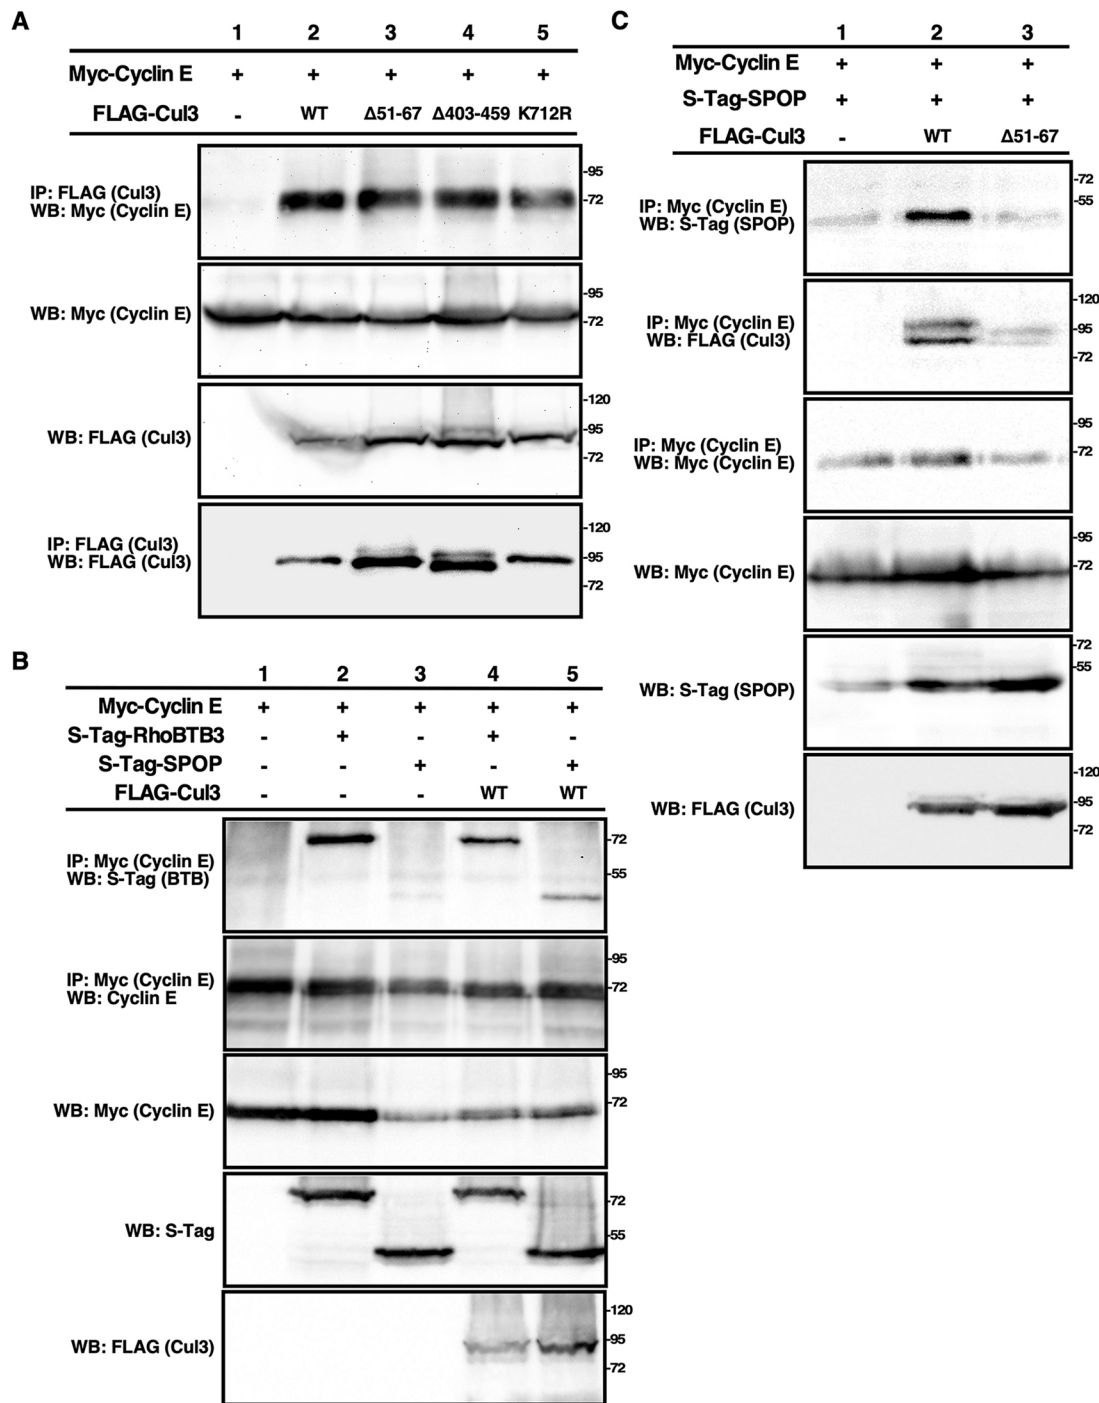 A
1 2 3 4 5
Myc-Cyclin E + + + + +
FLAG-Cul3 - WT Δ51-67 Δ403-459 K712R
IP: FLAG (Cul3)
WB: Myc (Cyclin E)
-95
-72
WB: Myc (Cyclin E)
-95
-72
WB: FLAG (Cul3)
-120
-95
-72
IP: FLAG (Cul3)
WB: FLAG (Cul3)
-120
-95
-72
B
1 2 3 4 5
Myc-Cyclin E + + + + +
S-Tag-RhoBTB3 - + - + -
S-Tag-SPOP - - + - +
FLAG-Cul3 - - - WT WT
IP: Myc (Cyclin E)
WB: S-Tag (BTB)
-72
-55
IP: Myc (Cyclin E)
WB: Cyclin E
-95
-72
WB: Myc (Cyclin E)
-95
-72
WB: S-Tag
-72
-55
WB: FLAG (Cul3)
-120
-95
-72
C
1 2 3
Myc-Cyclin E + + +
S-Tag-SPOP + + +
FLAG-Cul3 - WT Δ51-67
IP: Myc (Cyclin E)
WB: S-Tag (SPOP)
-72
-55
IP: Myc (Cyclin E)
WB: FLAG (Cul3)
-120
-95
-72
IP: Myc (Cyclin E)
WB: Myc (Cyclin E)
-95
-72
WB: Myc (Cyclin E)
-95
-72
WB: S-Tag (SPOP)
-72
-55
WB: FLAG (Cul3)
-120
-95
-72